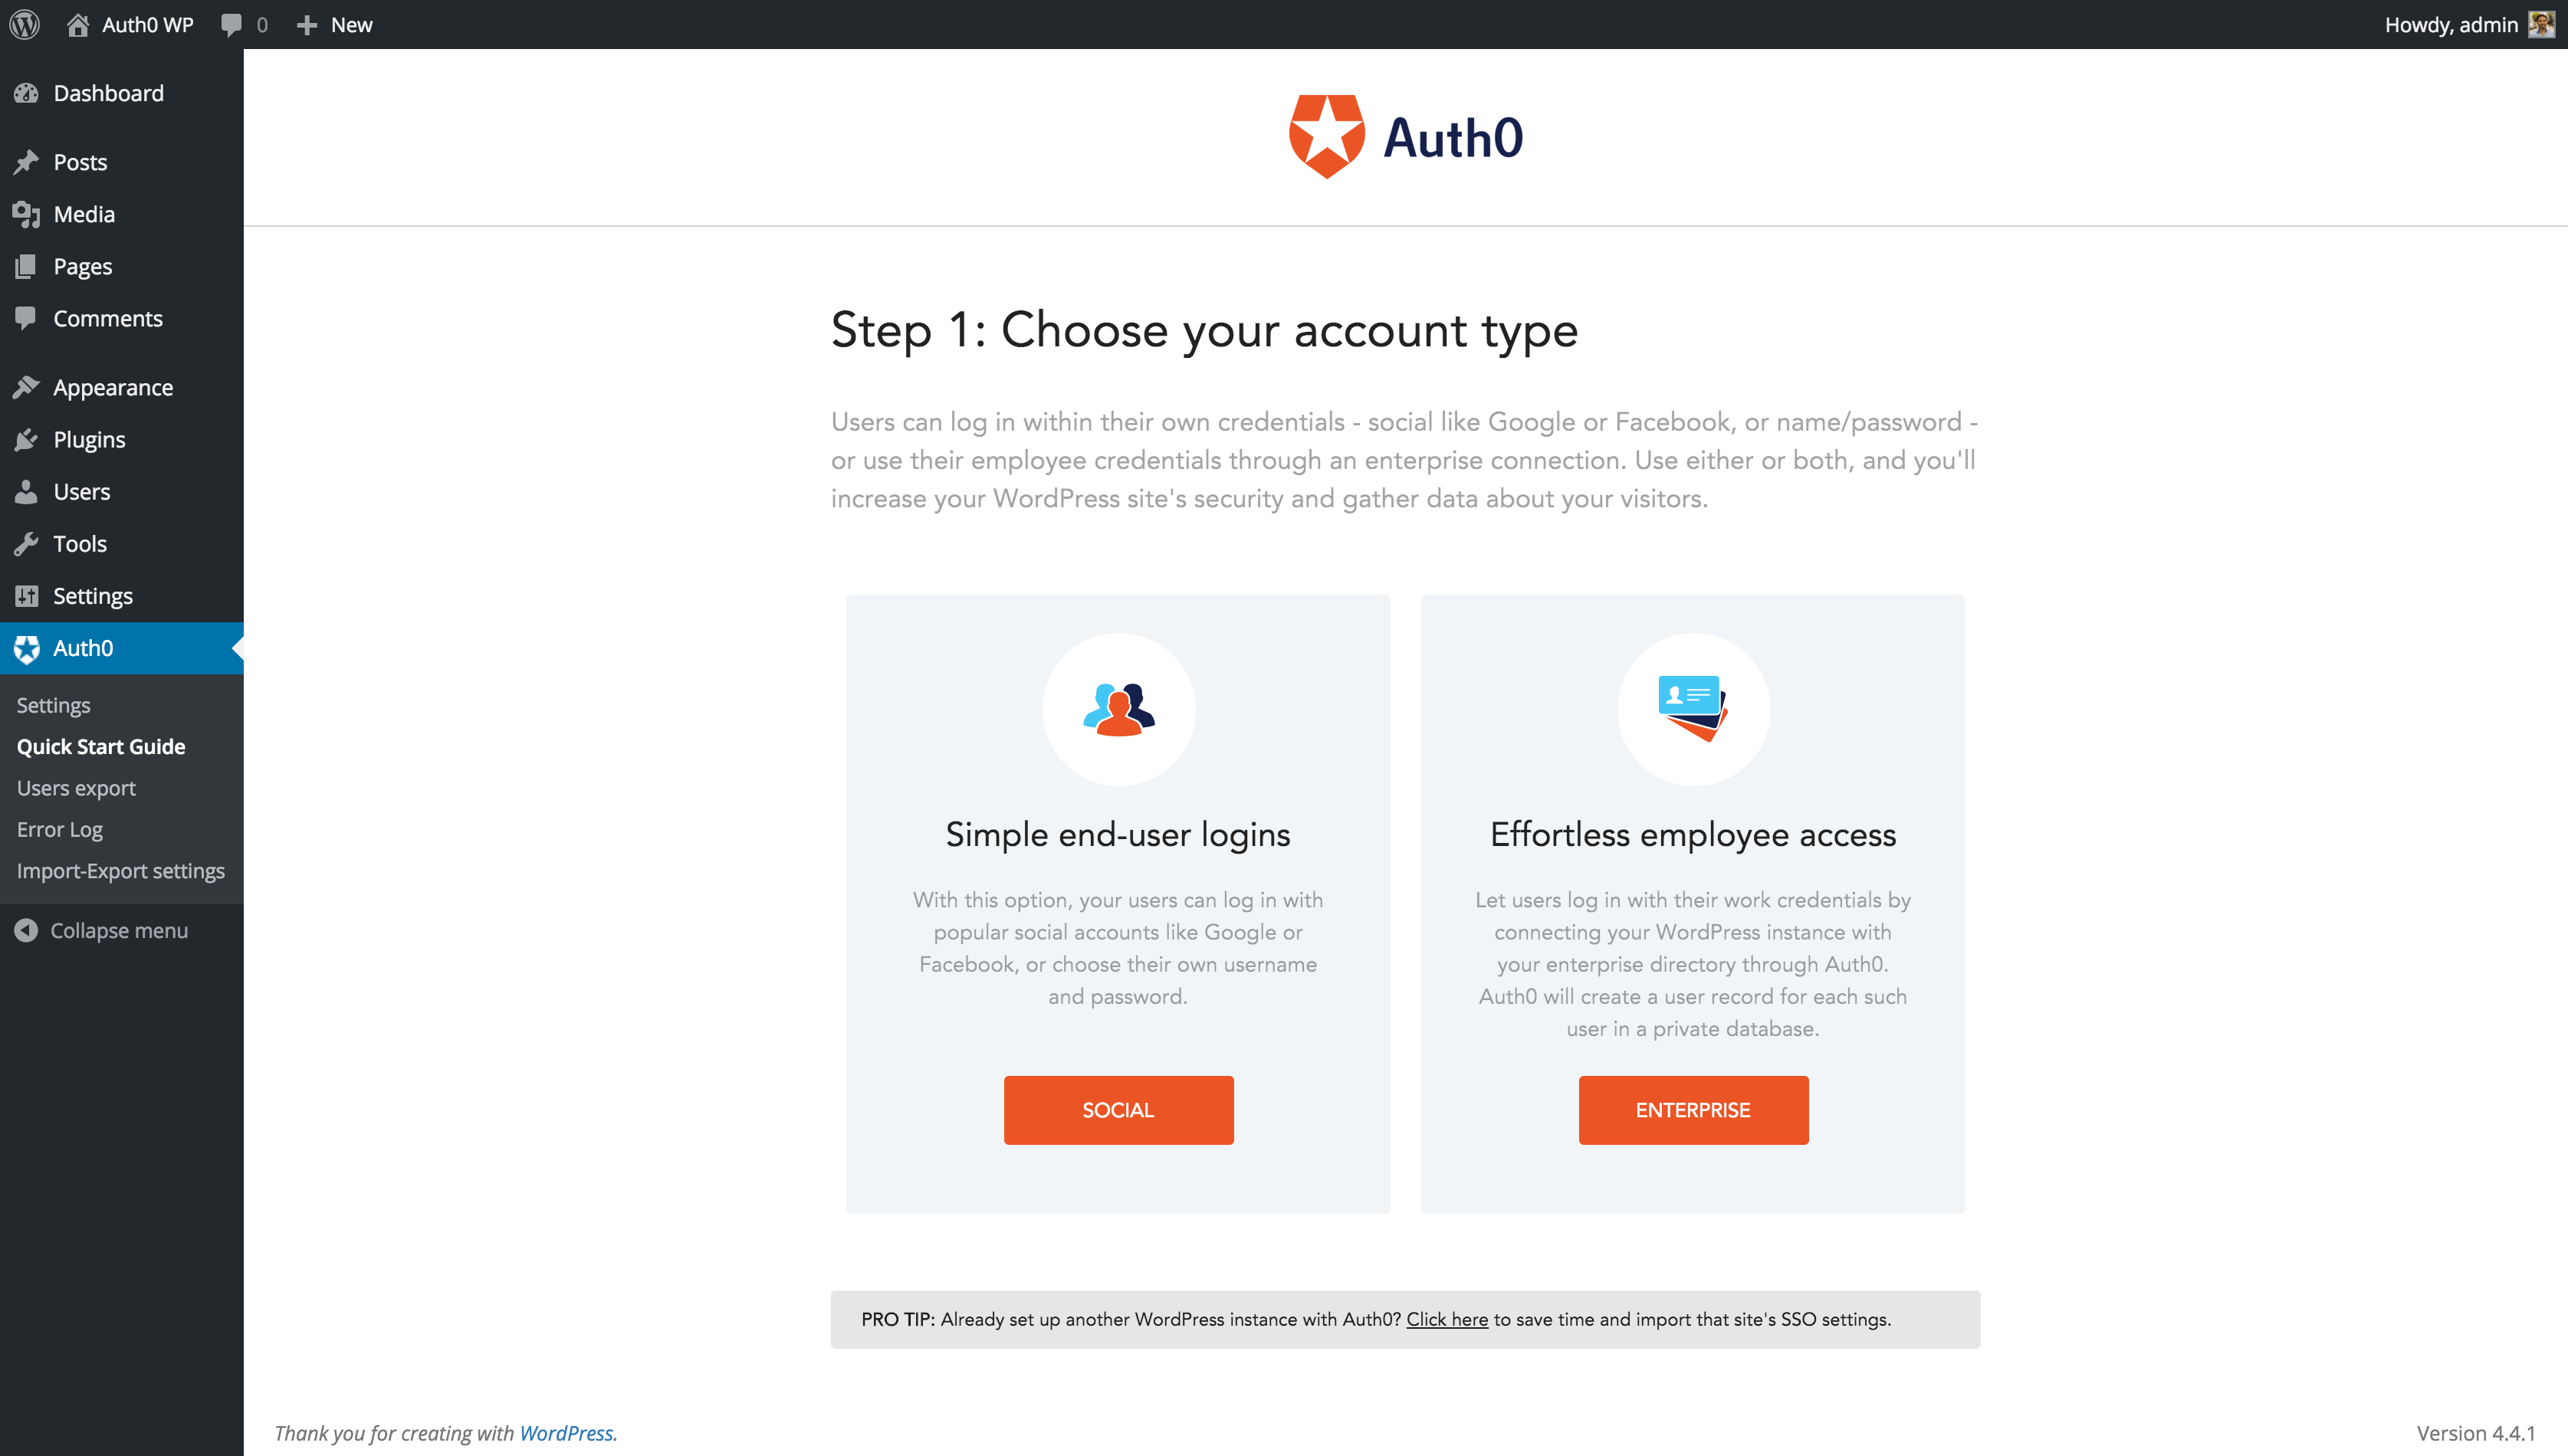 Auth0 WP
0
New
Howdy, admin
Dashboard
Posts
Media
Pages
Comments
Appearance
Plugins
Users
Tools
Settings
Auth0
Settings
Quick Start Guide
Users export
Error Log
Import-Export settings
Collapse menu
Auth0
Step 1: Choose your account type
Users can log in within their own credentials - social like Google or Facebook, or name/password -
or use their employee credentials through an enterprise connection. Use either or both, and you'll
increase your WordPress site's security and gather data about your visitors.
Simple end-user logins
With this option, your users can log in with
popular social accounts like Google or
Facebook, or choose their own username
and password.
SOCIAL
Effortless employee access
Let users log in with their work credentials by
connecting your WordPress instance with
your enterprise directory through Auth0.
Auth0 will create a user record for each such
user in a private database.
ENTERPRISE
PRO TIP: Already set up another WordPress instance with Auth0? Click here to save time and import that site's SSO settings.
Thank you for creating with WordPress.
Version 4.4.1